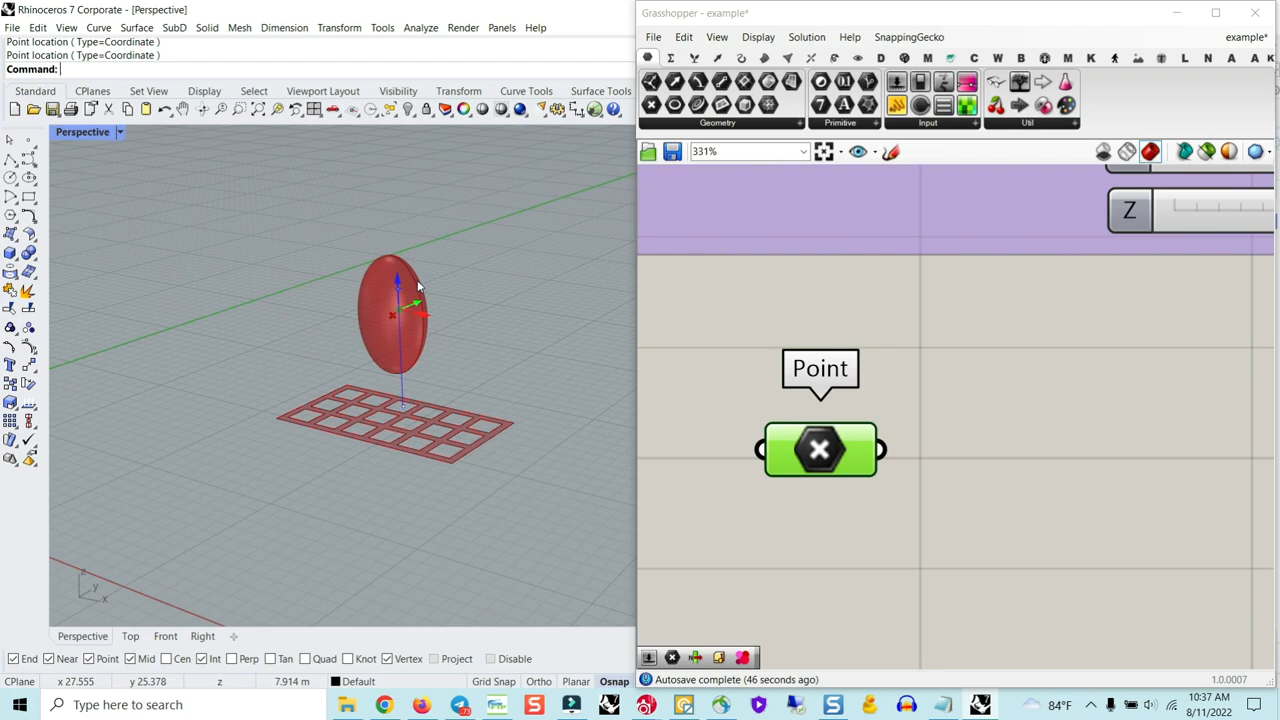 Rhinoceros 7 Corporate - [Perspective]
File Edit View Curve Surface Solid Mesh Dimension Transform Tools Analyze Render Panels Help
Point location ( Type=Coordinate )
Point location ( Type=Coordinate )
Command:
Standard CPlanes Set View Display Select Viewport Layout Visibility Transform Curve Tools Surface Tools
Perspective
x y z
Perspective Top Front Right
End Near Point Mid Cen Int Perp Tan Quad Knot Vertex Project Disable
CPlane x 27.555 y 25.378 z 7.914 m Default Grid Snap Ortho Planar Osnap
Grasshopper - example*
File Edit View Display Solution Help SnappingGecko example*
D M W B M K L W L N A A K
Geometry Primitive Input Util
331%
Z
Point
Autosave complete (46 seconds ago) 1.0.0007
Type here to search
73
84°F
10:37 AM
8/11/2022